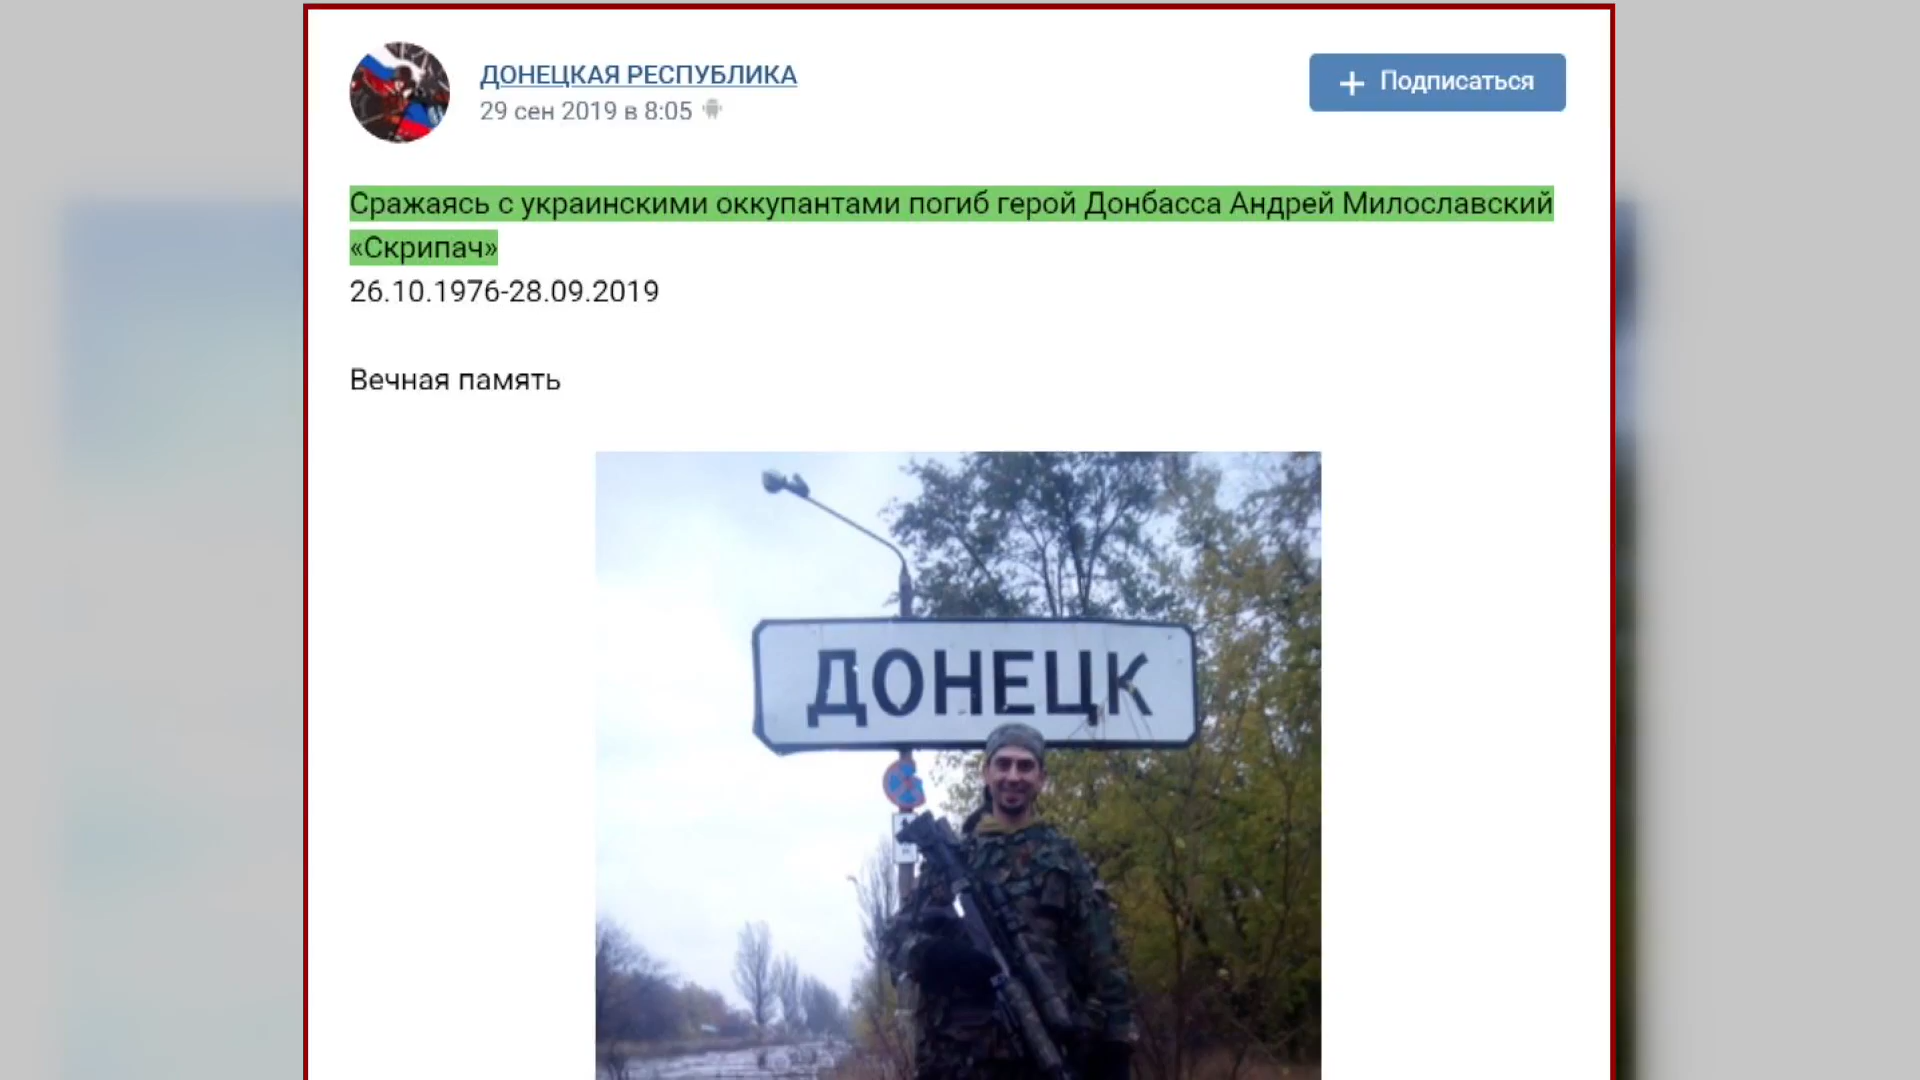 ДОНЕЦКАЯ РЕСПУБЛИКА
29 сен 2019 в 8:05
+ Подписаться
Сражаясь с украинскими оккупантами погиб герой Донбасса Андрей Милославский
«Скрипач»
26.10.1976-28.09.2019
Вечная память
ДОНЕЦК